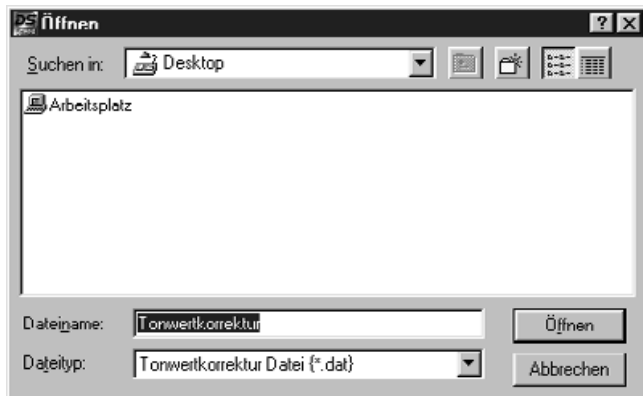 Öffnen
Suchen in: Desktop
Arbeitsplatz
Dateiname: Tonwertkorrektur Öffnen
Dateityp: Tonwertkorrektur Datei {*.dat} Abbrechen